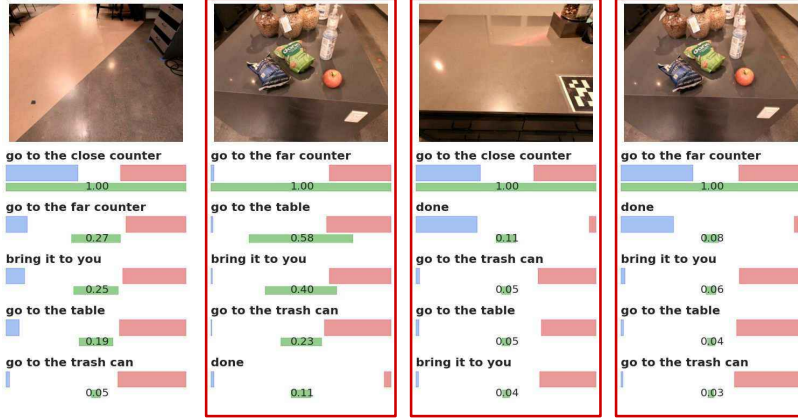 go to the close counter
1.00
go to the far counter
0.27
bring it to you
0.25
go to the table
0.19
go to the trash can
0.05
go to the far counter
1.00
go to the table
0.58
bring it to you
0.40
go to the trash can
0.23
done
0.11
go to the close counter
1.00
done
0.11
go to the trash can
0.05
go to the table
0.05
bring it to you
0.04
go to the far counter
1.00
done
0.08
bring it to you
0.06
go to the table
0.04
go to the trash can
0.03